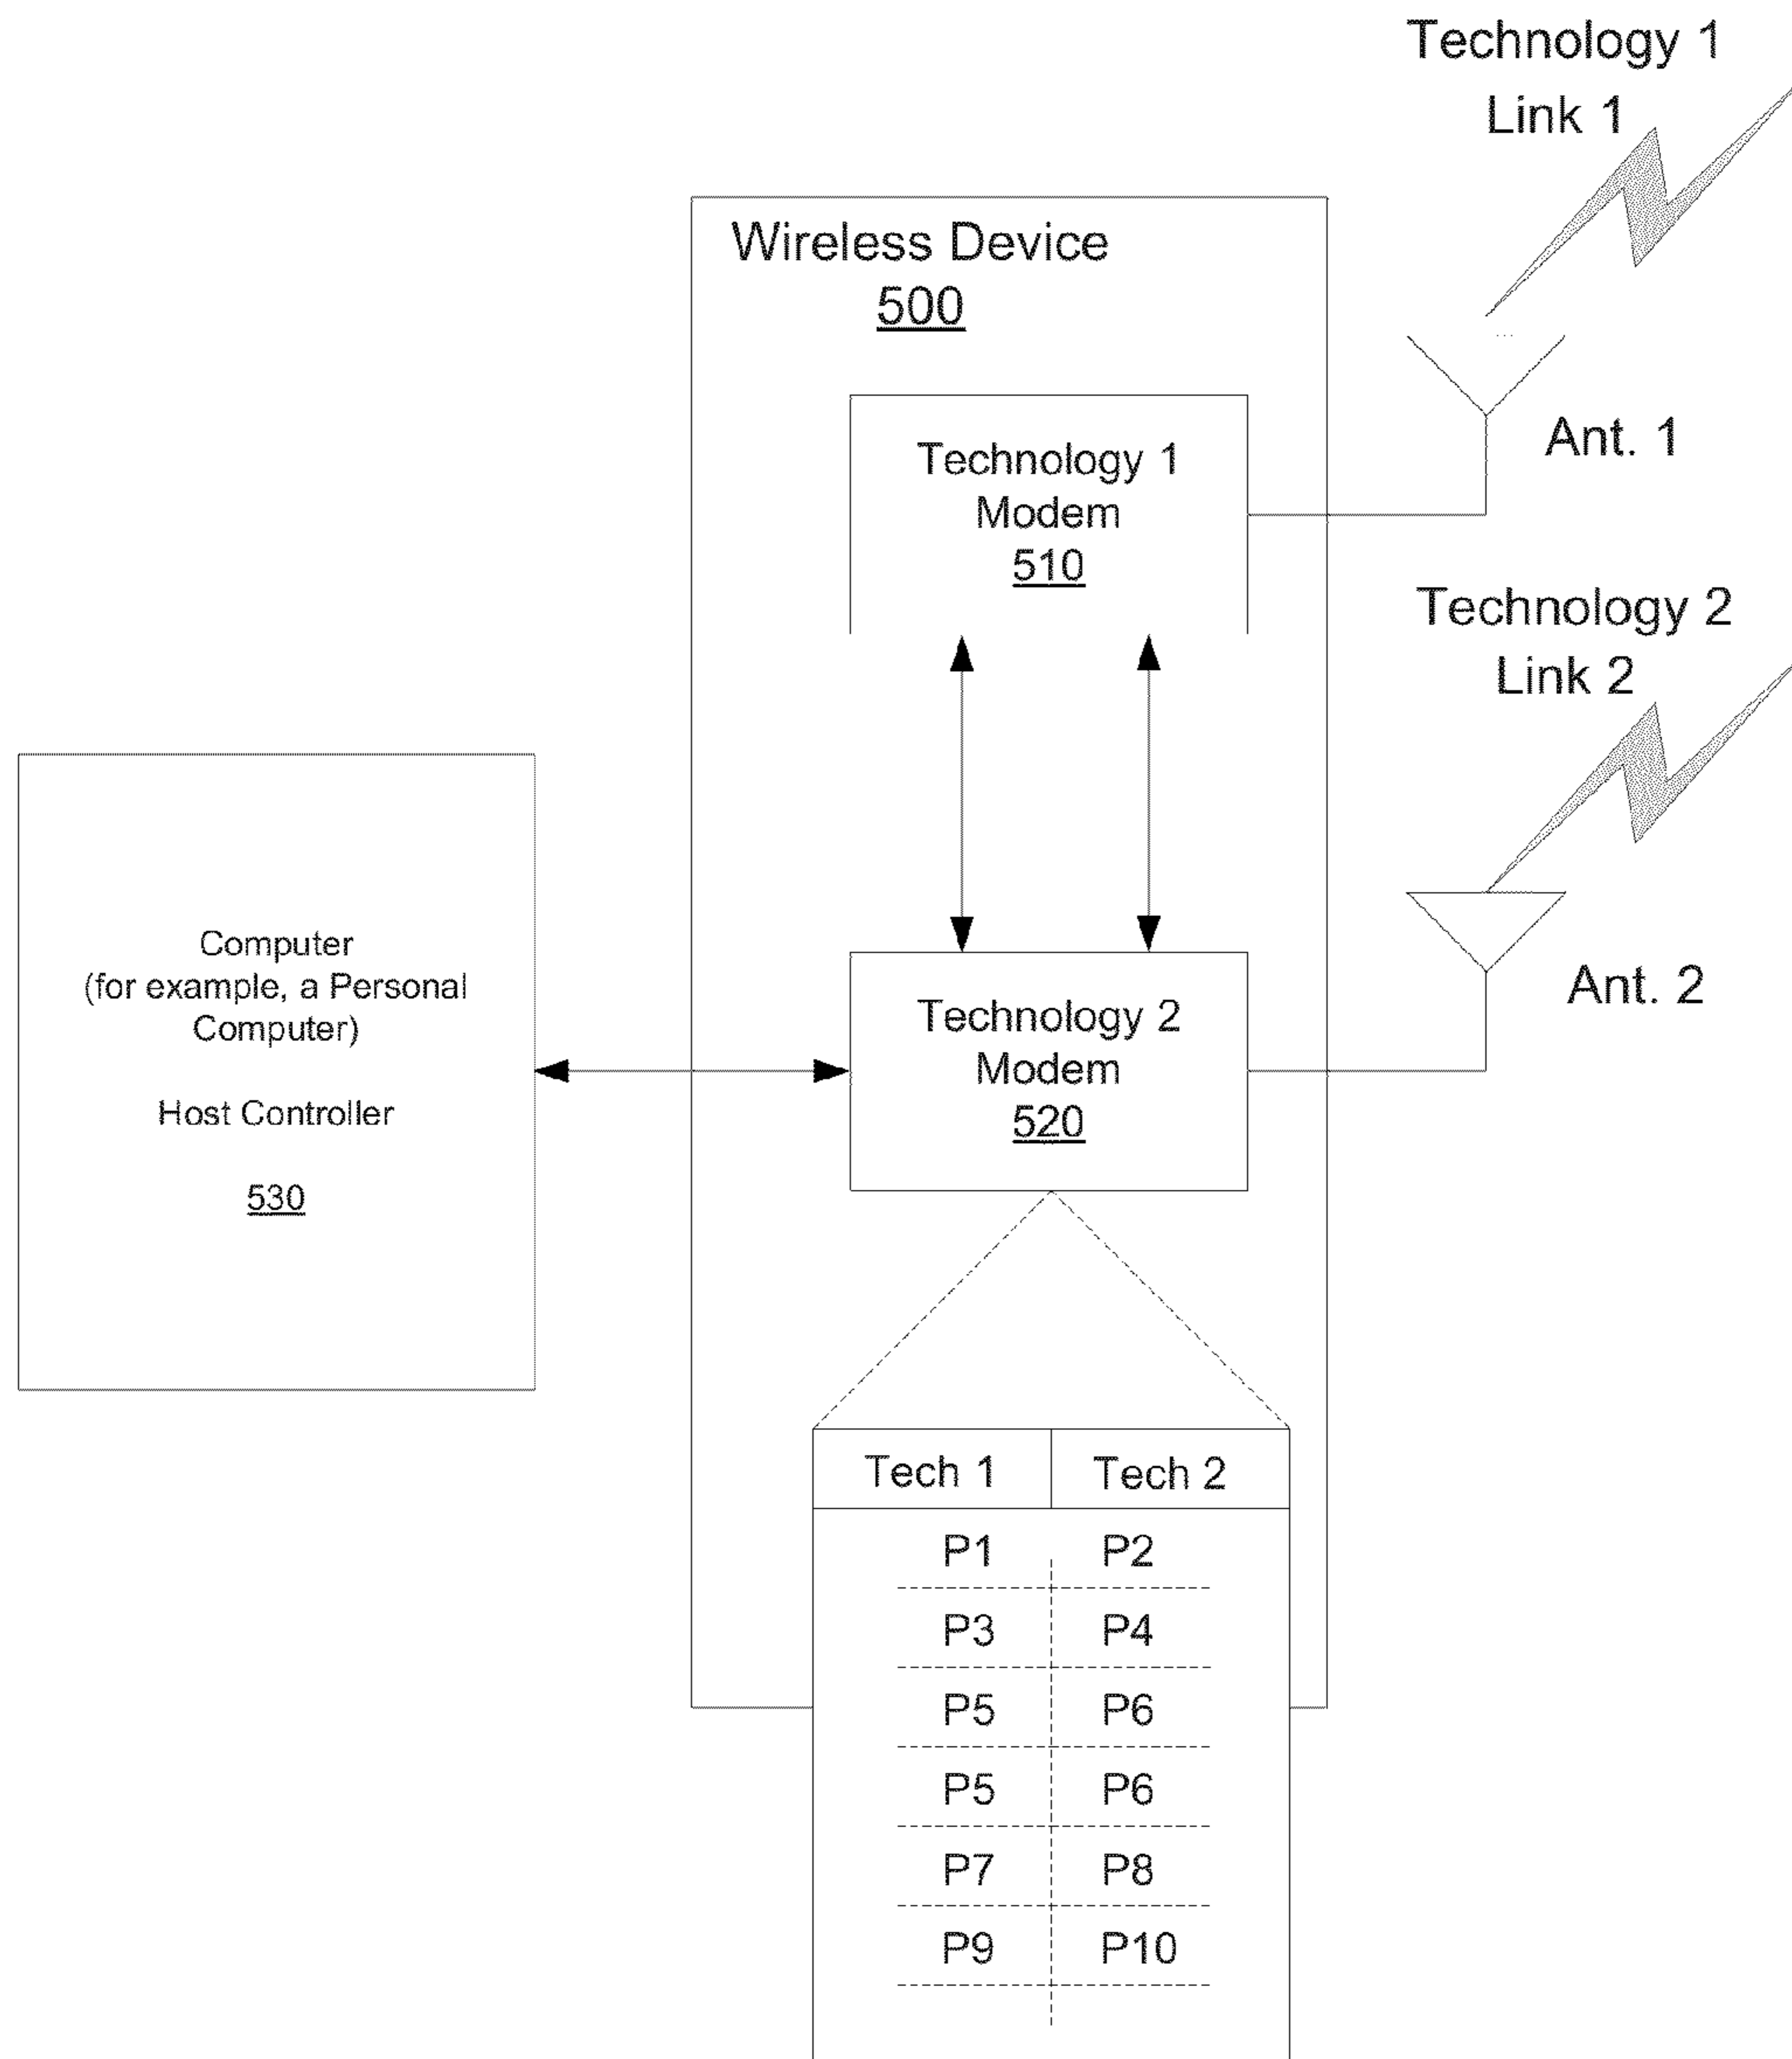 Technology 1
Link 1
Wireless Device
500
Technology 1
Modem
510
Ant. 1
Technology 2
Link 2
Computer
(for example, a Personal
Computer)
Host Controller
530
Technology 2
Modem
520
Ant. 2
Tech 1 Tech 2
P1 P2
P3 P4
P5 P6
P5 P6
P7 P8
P9 P10